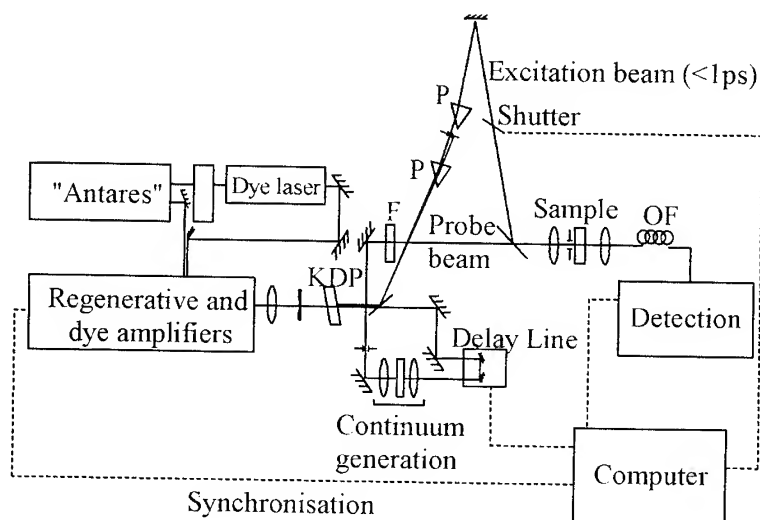 Excitation beam (<1ps)
P
Shutter
P
"Antares"
Dye laser
F
Probe
beam
Sample
OF
KDP
Regenerative and
dye amplifiers
Detection
Delay Line
Continuum
generation
Computer
Synchronisation